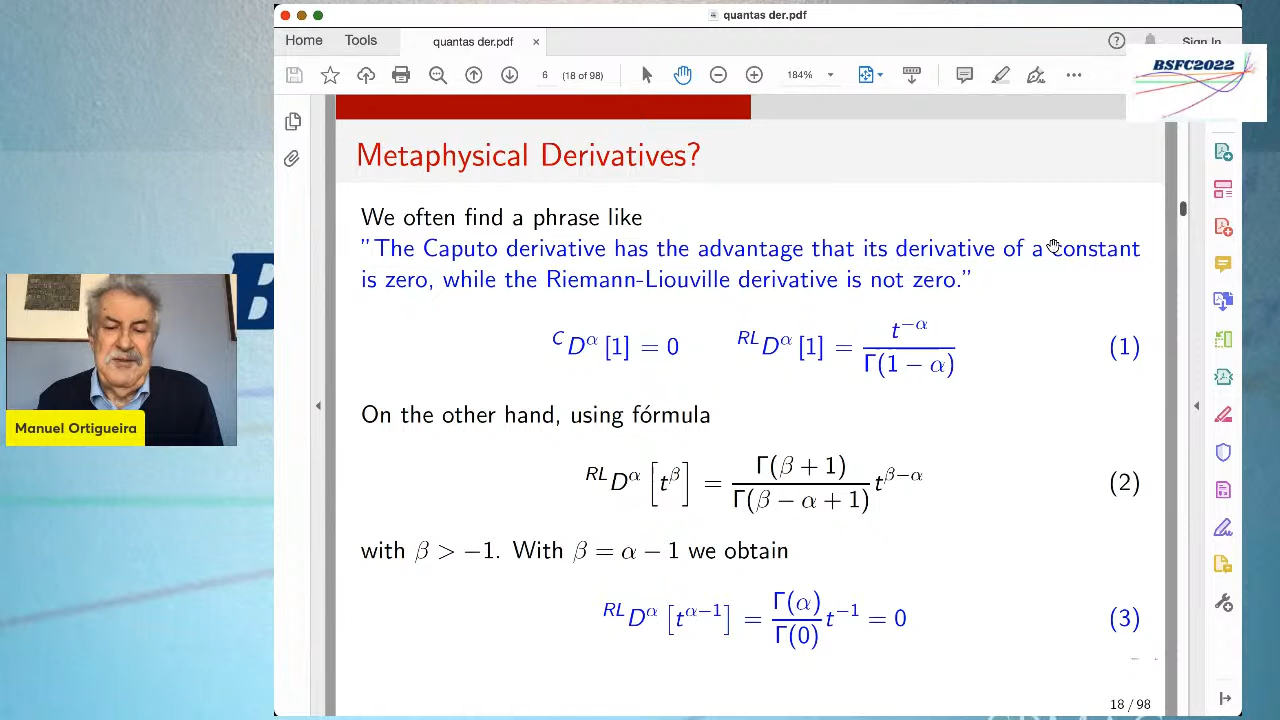 quantas der.pdf
Home Tools quantas der.pdf × Sign In
6 (18 of 98) 184%
BSFC2022
Metaphysical Derivatives?
We often find a phrase like
"The Caputo derivative has the advantage that its derivative of a constant
is zero, while the Riemann-Liouville derivative is not zero."
^C D^α [1] = 0 ^RL D^α [1] = t^−α / Γ(1 − α) (1)
On the other hand, using fórmula
^RL D^α [t^β] = Γ(β + 1) / Γ(β − α + 1) t^β−α (2)
with β > −1. With β = α − 1 we obtain
^RL D^α [t^α−1] = Γ(α) / Γ(0) t^−1 = 0 (3)
18 / 98
Manuel Ortigueira